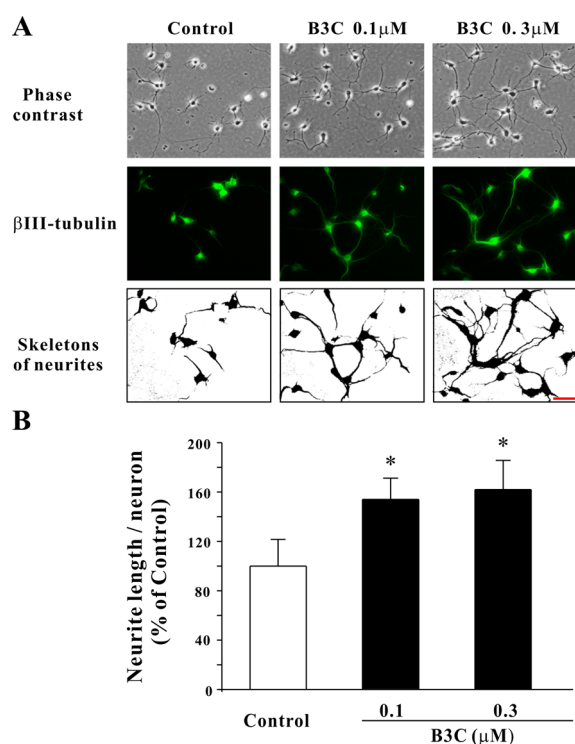 A
Control
B3C 0.1μM
B3C 0.3μM
Phase
contrast
βIII-tubulin
Skeletons
of neurites
B
Neurite length / neuron
(% of Control)
200
160
120
80
40
0
Control
0.1
0.3
B3C (μM)
*
*